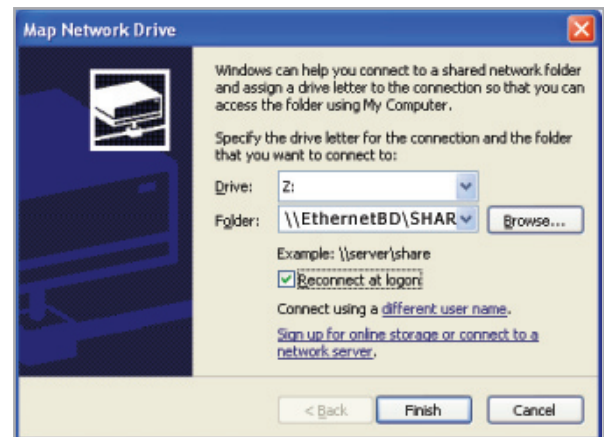 Map Network Drive
Windows can help you connect to a shared network folder
and assign a drive letter to the connection so that you can
access the folder using My Computer.
Specify the drive letter for the connection and the folder
that you want to connect to:
Drive: Z:
Folder: \\EthernetBD\SHAR Browse...
Example: \\server\share
Reconnect at logon
Connect using a different user name.
Sign up for online storage or connect to a
network server.
< Back Finish Cancel